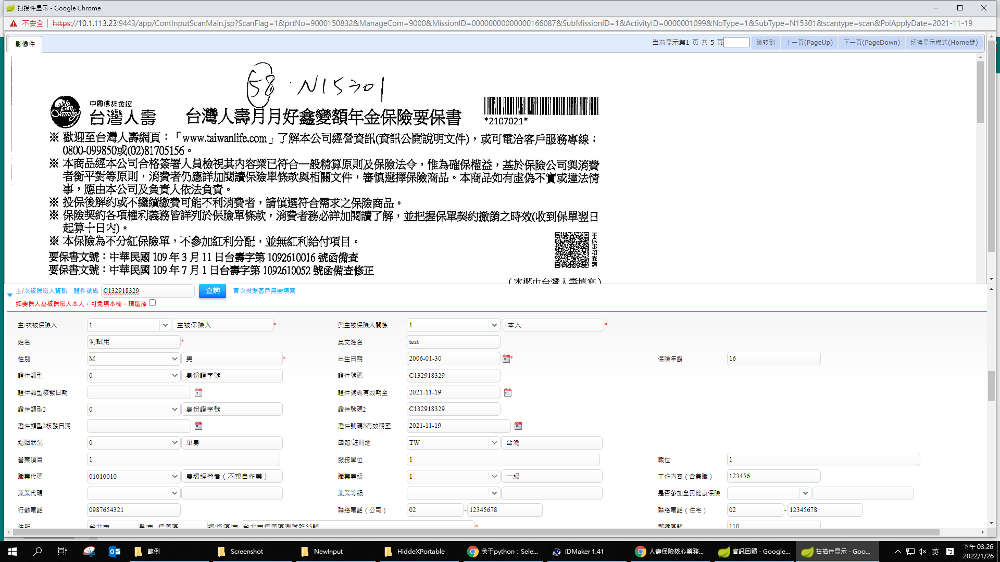 扫描件显示 - Google Chrome
不安全 | https://10.1.113.23:9443/app/ContInputScanMain.jsp?ScanFlag=1&prtNo=9000150832&ManageCom=9000&MissionID=00000000000000166087&SubMissionID=1&ActivityID=0000001099&NoType=1&SubType=N15301&scantype=scan&PolApplyDate=2021-11-19
影像件
当前显示第1 页 共 5 页 跳转到 上一页(PageUp) 下一页(PageDown) 切换显示模式(Home键)
58 · N15301
We are family 中國信託金控
台灣人壽 台灣人壽月月好鑫變額年金保險要保書
*2107021*
※ 歡迎至台灣人壽網頁：「www.taiwanlife.com」了解本公司經營資訊(資訊公開說明文件)，或可電洽客戶服務專線：
0800-099850或(02)81705156。
※ 本商品經本公司合格簽署人員檢視其內容業已符合一般精算原則及保險法令，惟為確保權益，基於保險公司與消費
者衡平對等原則，消費者仍應詳加閱讀保險單條款與相關文件，審慎選擇保險商品。本商品如有虛偽不實或違法情
事，應由本公司及負責人依法負責。
※ 投保後解約或不繼續繳費可能不利消費者，請慎選符合需求之保險商品。
※ 保險契約各項權利義務皆詳列於保險單條款，消費者務必詳加閱讀了解，並把握保單契約撤銷之時效(收到保單翌日
起算十日內)。
※ 本保險為不分紅保險單，不參加紅利分配，並無紅利給付項目。
要保書文號：中華民國 109 年 3 月 11 日台壽字第 1092610016 號函備查
要保書文號：中華民國 109 年 7 月 1 日台壽字第 1092610052 號函備查修正
（本欄由台灣人壽填寫）
主/次被保險人資訊 證件號碼 C132918329 查詢 首次投保客戶無需填寫
如要保人為被保險人本人，可免填本欄，請選擇
主/次被保險人 1 主被保險人 * 與主被保險人關係 1 本人 *
姓名 測試用 * 英文姓名 test
性別 M 男 * 出生日期 2006-01-30 * 保險年齡 16
證件類型 0 身份證字號 證件號碼 C132918329
證件類型核發日期 證件號碼有效期至 2021-11-19
證件類型2 0 身份證字號 證件號碼2 C132918329
證件類型2核發日期 證件號碼2有效期至 2021-11-19
婚姻狀況 0 單身 國籍/註冊地 TW 台灣
營業項目 1 服務單位 1 職位 1
職業代碼 01010010 農場經營者（不親自作業） 職業等級 1 一級 工作內容（含兼職） 123456
兼業代碼 兼業等級 是否參加全民健康保險
行動電話 0987654321 聯絡電話（公司） 02 - 12345678 聯絡電話（住宅） 02 - 12345678
住所 台北市 縣/市 信義區 鄉/鎮/區/市 台北市信義區測試路55號 * 郵遞區號 110
範例 Screenshot NewInput HiddeXPortable 关于python：Sele... IDMaker 1.41 人壽保險核心業務... 資訊回饋 - Google... 扫描件显示 - Goo... 英 下午 03:26
2022/1/26